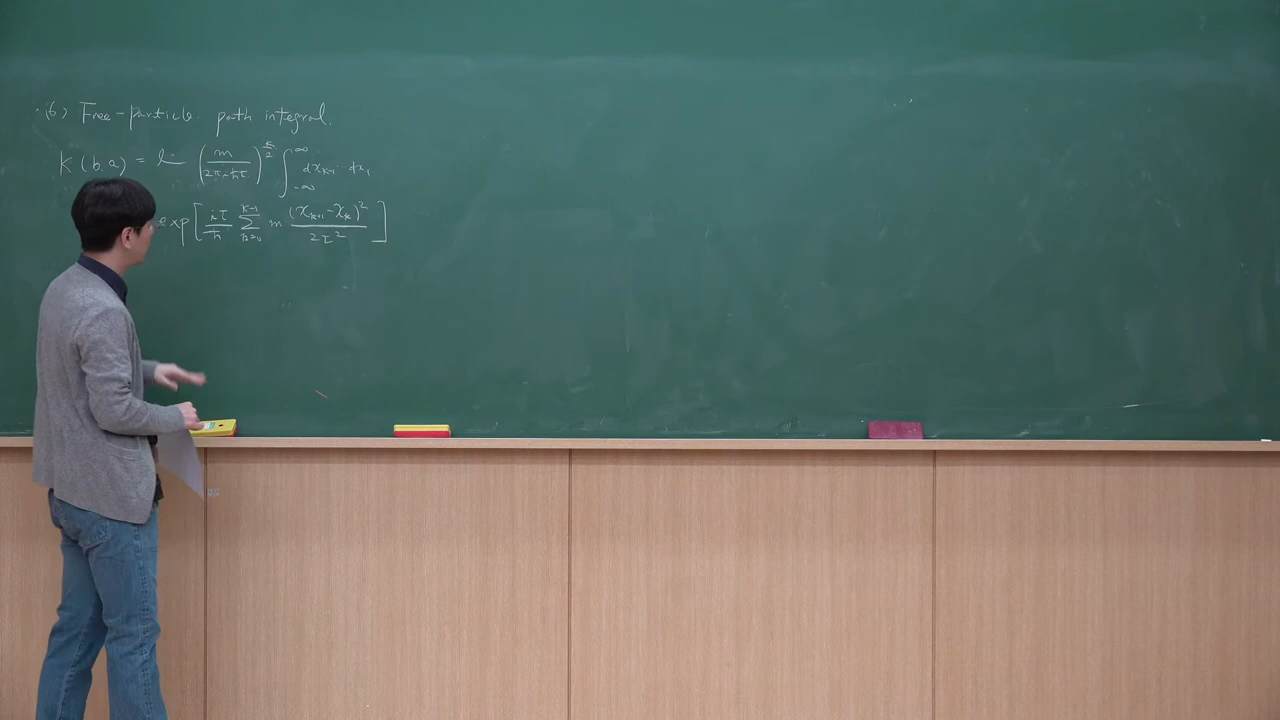 (6) Free-particle path integral.
K(b,a) = lim (m/2πiħτ)^{K/2} ∫_{-∞}^{∞} dx_{K-1} ⋯ dx_1
exp[iτ/ħ Σ_{k=0}^{K-1} m (x_{k+1} - x_k)^2 / 2τ^2]